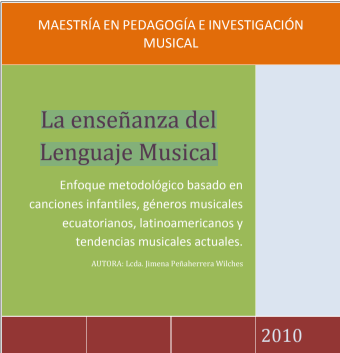 MAESTRÍA EN PEDAGOGÍA E INVESTIGACIÓN
MUSICAL
La enseñanza del
Lenguaje Musical
Enfoque metodológico basado en
canciones infantiles, géneros musicales
ecuatorianos, latinoamericanos y
tendencias musicales actuales.
AUTORA: Lcda. Jimena Peñaherrera Wilches
2010